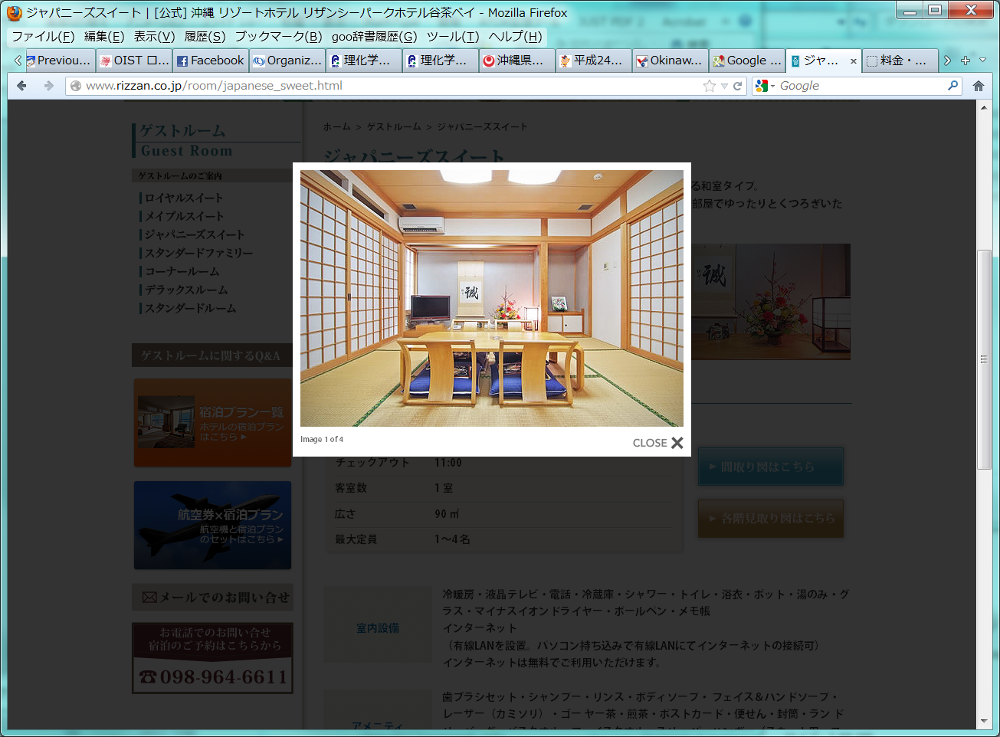 ジャパニーズスイート | [公式] 沖縄 リゾートホテル リザンシーパークホテル谷茶ベイ - Mozilla Firefox
ファイル(F) 編集(E) 表示(V) 履歴(S) ブックマーク(B) goo辞書履歴(G) ツール(T) ヘルプ(H)
Previou... OIST ロ... Facebook Organiz... 理化学... 理化学... 沖縄県... 平成24... Okinaw... Google ... ジャ... 料金・...
www.rizzan.co.jp/room/japanese_sweet.html
Google
ゲストルーム
Guest Room
ゲストルームのご案内
ロイヤルスイート
メイプルスイート
ジャパニーズスイート
スタンダードファミリー
コーナールーム
デラックスルーム
スタンダードルーム
ゲストルームに関するQ&A
宿泊プラン一覧
ホテルの宿泊プラン
はこちら
航空券×宿泊プラン
航空機と宿泊プラン
のセットはこちら
メールでのお問い合せ
お電話でのお問い合せ
宿泊のご予約はこちらから
098-964-6611
ホーム > ゲストルーム > ジャパニーズスイート
ジャパニーズスイート
る和室タイプ。
部屋でゆったりとくつろぎいた
誠
誠
Image 1 of 4
CLOSE
チェックアウト 11:00
客室数 1 室
広さ 90 ㎡
最大定員 1～4 名
間取り図はこちら
各階見取り図はこちら
室内設備
冷暖房・液晶テレビ・電話・冷蔵庫・シャワー・トイレ・浴衣・ポット・湯のみ・グ
ラス・マイナスイオンドライヤー・ボールペン・メモ帳
インターネット
（有線LANを設置。パソコン持ち込みで有線LANにてインターネットの接続可）
インターネットは無料でご利用いただけます。
アメニティ
歯ブラシセット・シャンプー・リンス・ボディソープ・ フェイス＆ハンドソープ・
レーザー（カミソリ）・ゴーヤー茶・煎茶・ポストカード・便せん・封筒・ラン ド